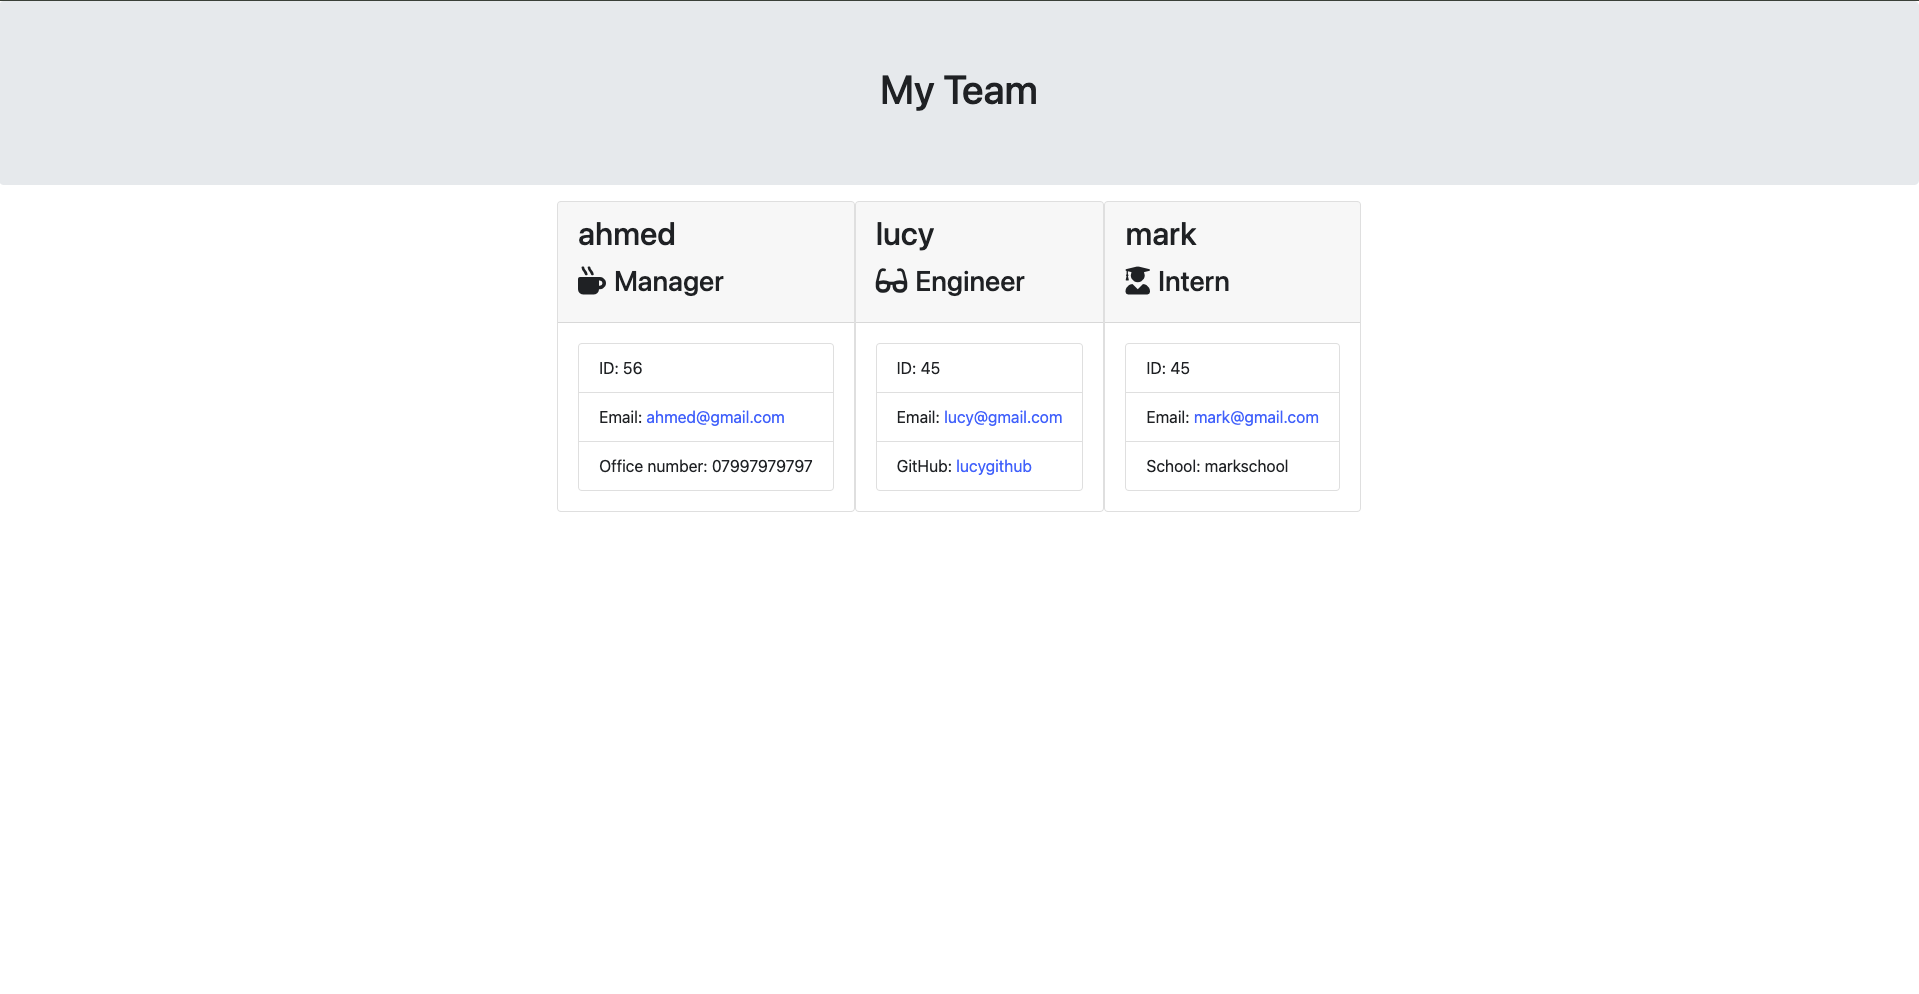 My Team
ahmed
Manager
ID: 56
Email: ahmed@gmail.com
Office number: 07997979797
lucy
Engineer
ID: 45
Email: lucy@gmail.com
GitHub: lucygithub
mark
Intern
ID: 45
Email: mark@gmail.com
School: markschool